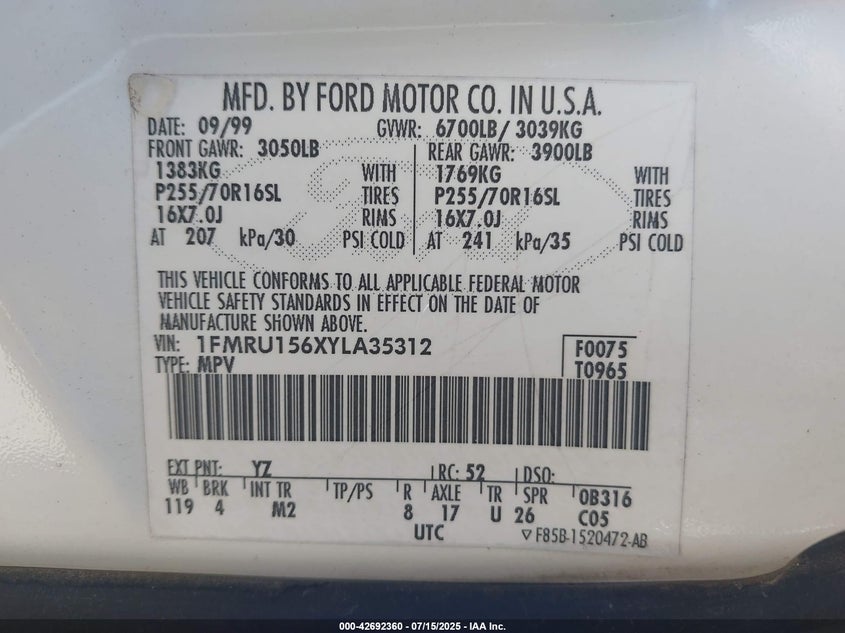 MFD. BY FORD MOTOR CO. IN U.S.A.
DATE: 09/99 GVWR: 6700LB/ 3039KG
FRONT GAWR: 3050LB REAR GAWR: 3900LB
1383KG WITH 1769KG WITH
P255/70R16SL TIRES P255/70R16SL TIRES
16X7.0J RIMS 16X7.0J RIMS
AT 207 kPa/30 PSI COLD AT 241 kPa/35 PSI COLD
THIS VEHICLE CONFORMS TO ALL APPLICABLE FEDERAL MOTOR
VEHICLE SAFETY STANDARDS IN EFFECT ON THE DATE OF
MANUFACTURE SHOWN ABOVE.
VIN: 1FMRU156XYLA35312 F0075
TYPE: MPV T0965
EXT PNT: YZ RC: 52 DSO:
WB BRK INT TR TP/PS R AXLE TR SPR 0B316
119 4 M2 8 17 U 26 C05
UTC ▽F85B-1520472-AB
000-42692360 - 07/15/2025 - IAA Inc.